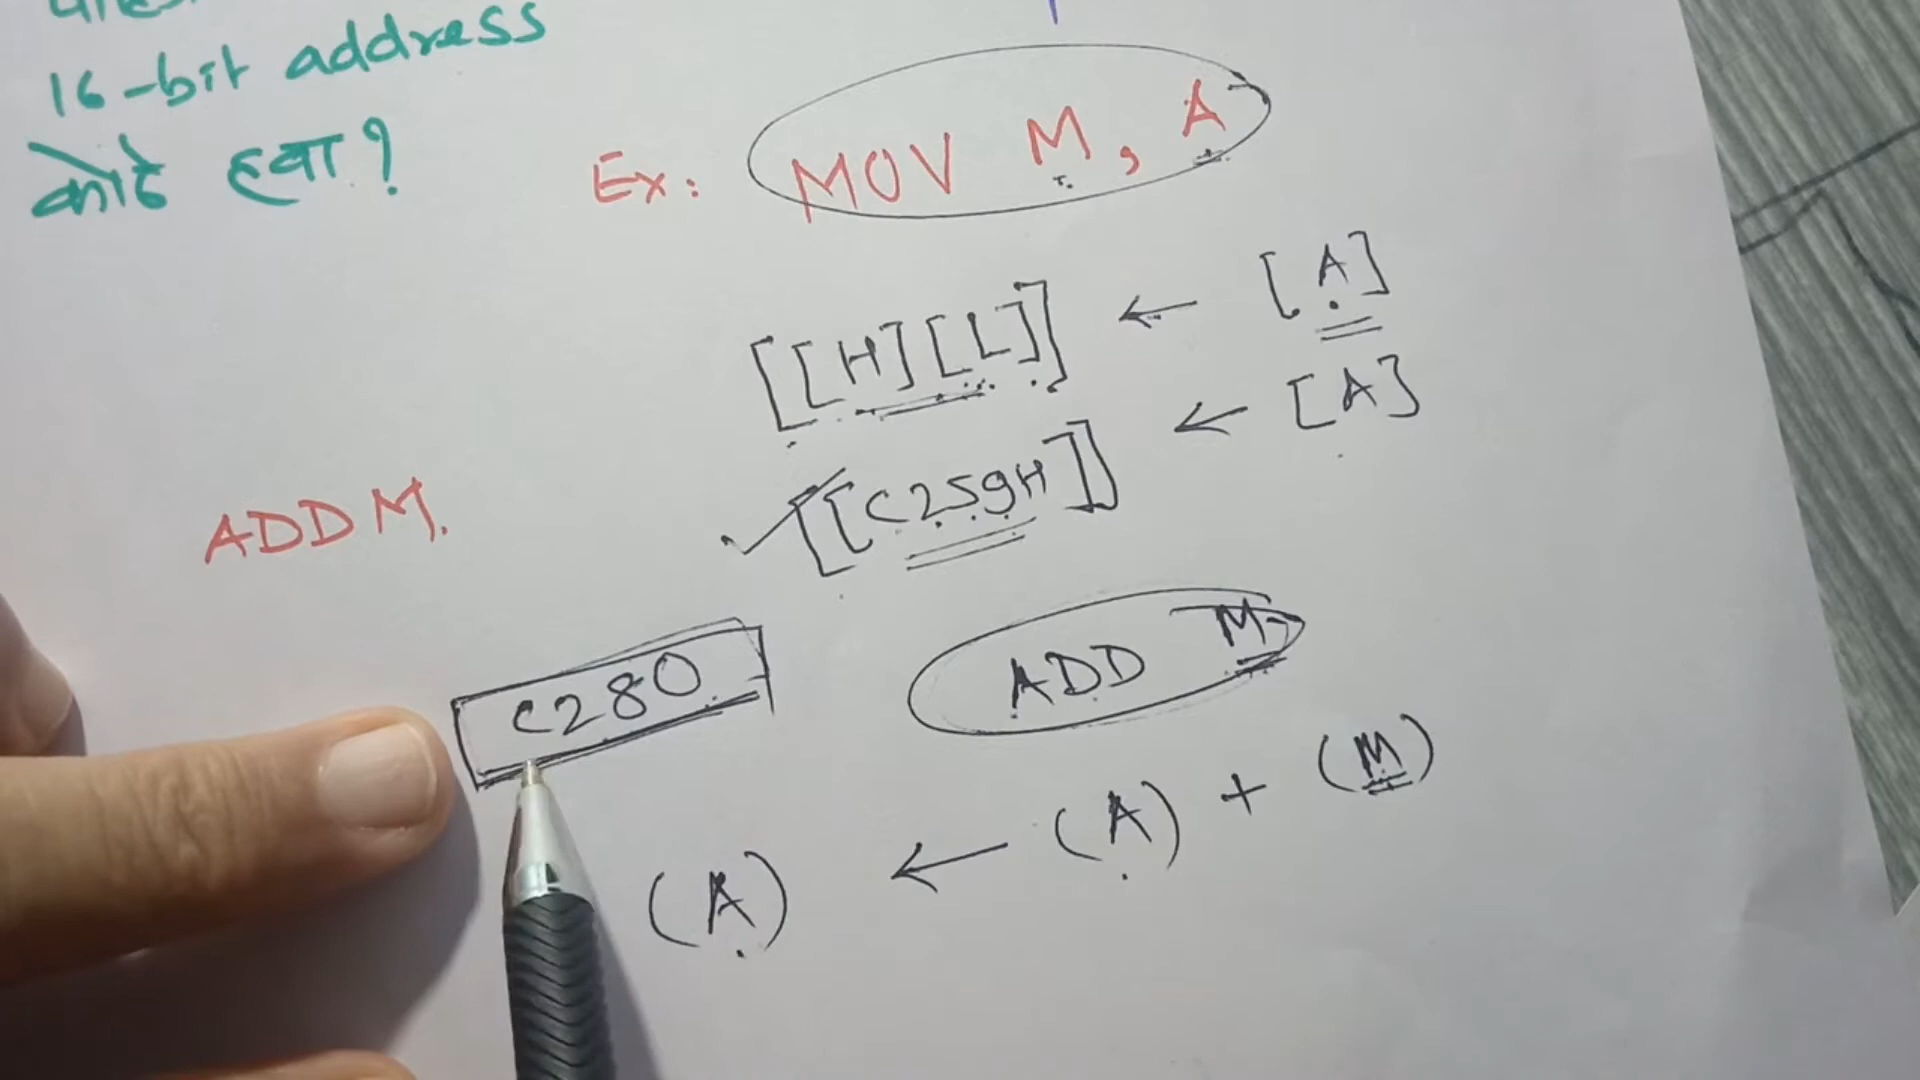 16-bit address
कोठे हवा?
Ex: MOV M, A
[[H][L]] ← [A]
[[C259H]] ← [A]
ADD M.
C280
ADD M
(A) ← (A) + (M)